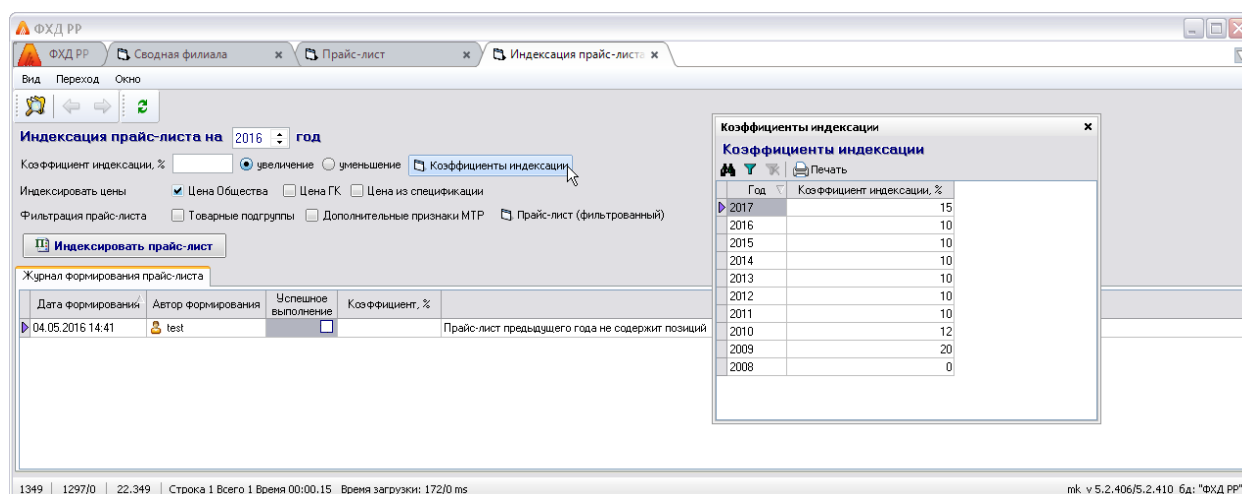 ФХД РР
ФХД РР Сводная филиала Прайс-лист Индексация прайс-листа
Вид Переход Окно
Индексация прайс-листа на 2016 год
Коэффициент индексации, % увеличение уменьшение Коэффициенты индексации
Индексировать цены Цена Общества Цена ГК Цена из спецификации
Фильтрация прайс-листа Товарные подгруппы Дополнительные признаки МТР Прайс-лист (фильтрованный)
Индексировать прайс-лист
Журнал формирования прайс-листа
Дата формирования Автор формирования Успешное выполнение Коэффициент, %
04.05.2016 14:41 test Прайс-лист предыдущего года не содержит позиций
Коэффициенты индексации
Коэффициенты индексации
Печать
Год Коэффициент индексации, %
2017 15
2016 10
2015 10
2014 10
2013 10
2012 10
2011 10
2010 12
2009 20
2008 0
1349 1297/0 22.349 Строка 1 Всего 1 Время 00:00.15 Время загрузки: 172/0 ms mk v 5.2.406/5.2.410 бд: "ФХД РР"